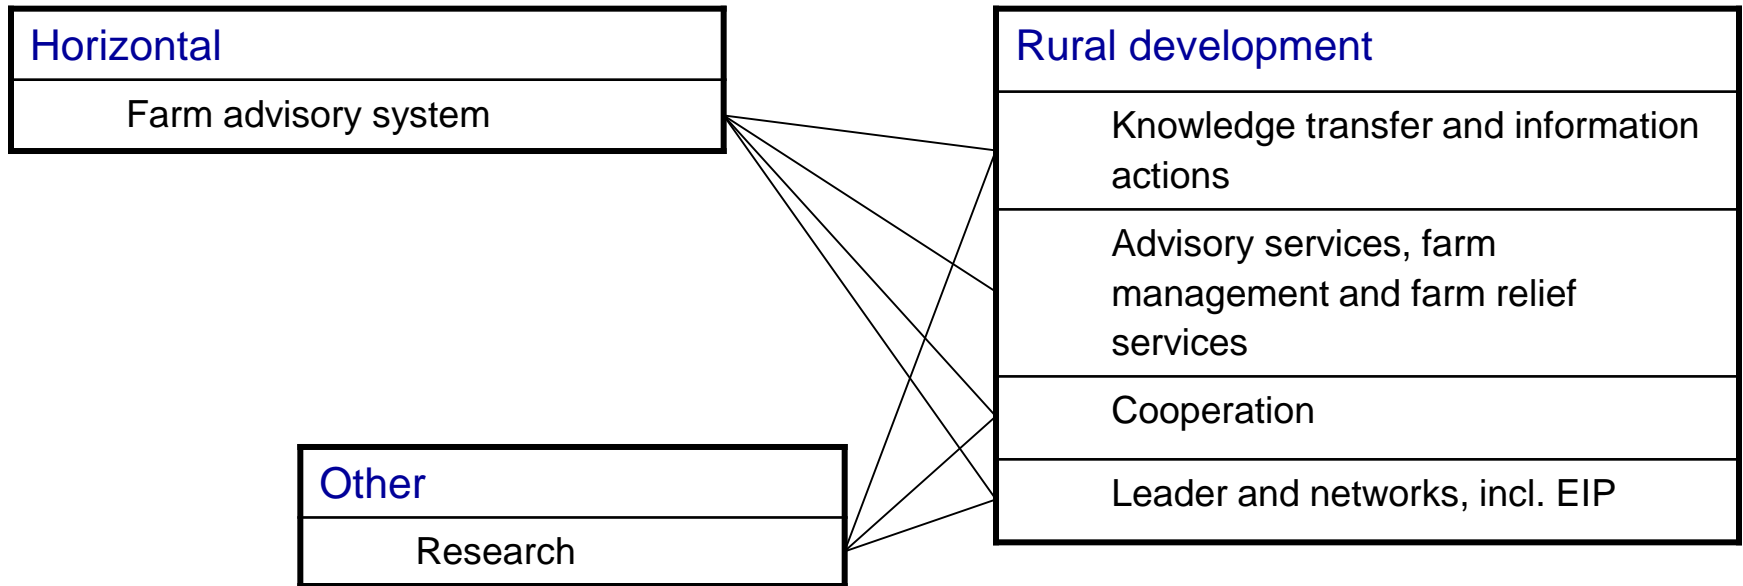 Horizontal
Farm advisory system
Rural development
Knowledge transfer and information
actions
Advisory services, farm
management and farm relief
services
Cooperation
Leader and networks, incl. EIP
Other
Research